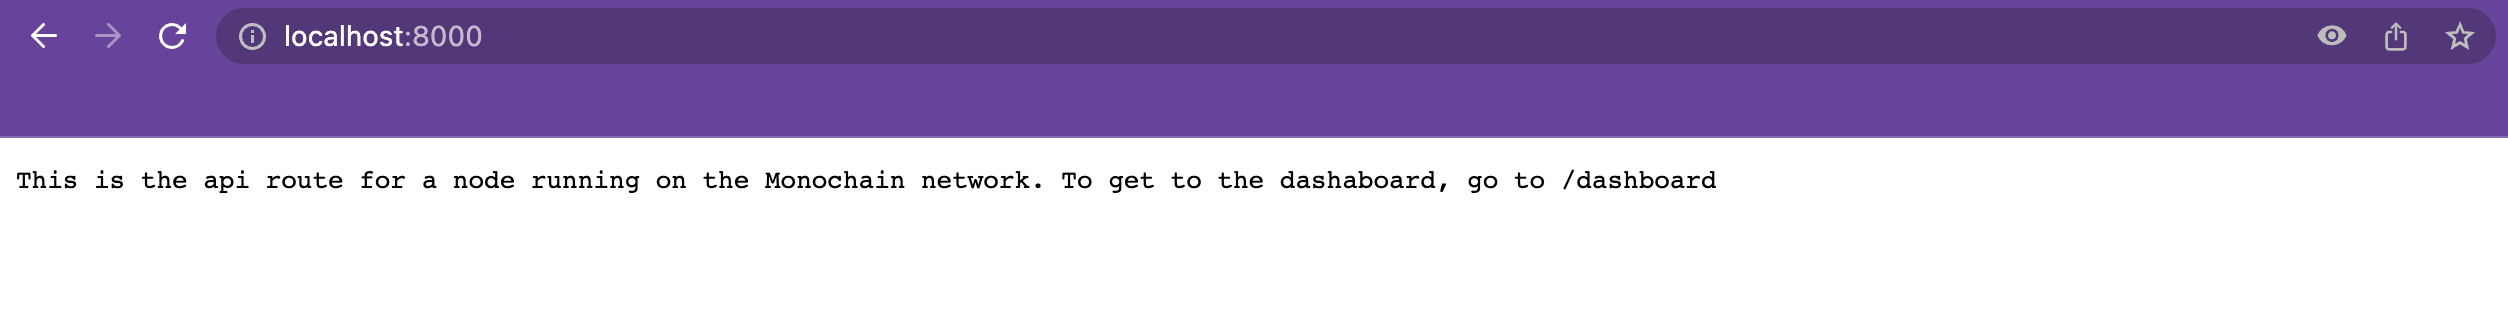 localhost:8000
This is the api route for a node running on the Monochain network. To get to the dashaboard, go to /dashboard